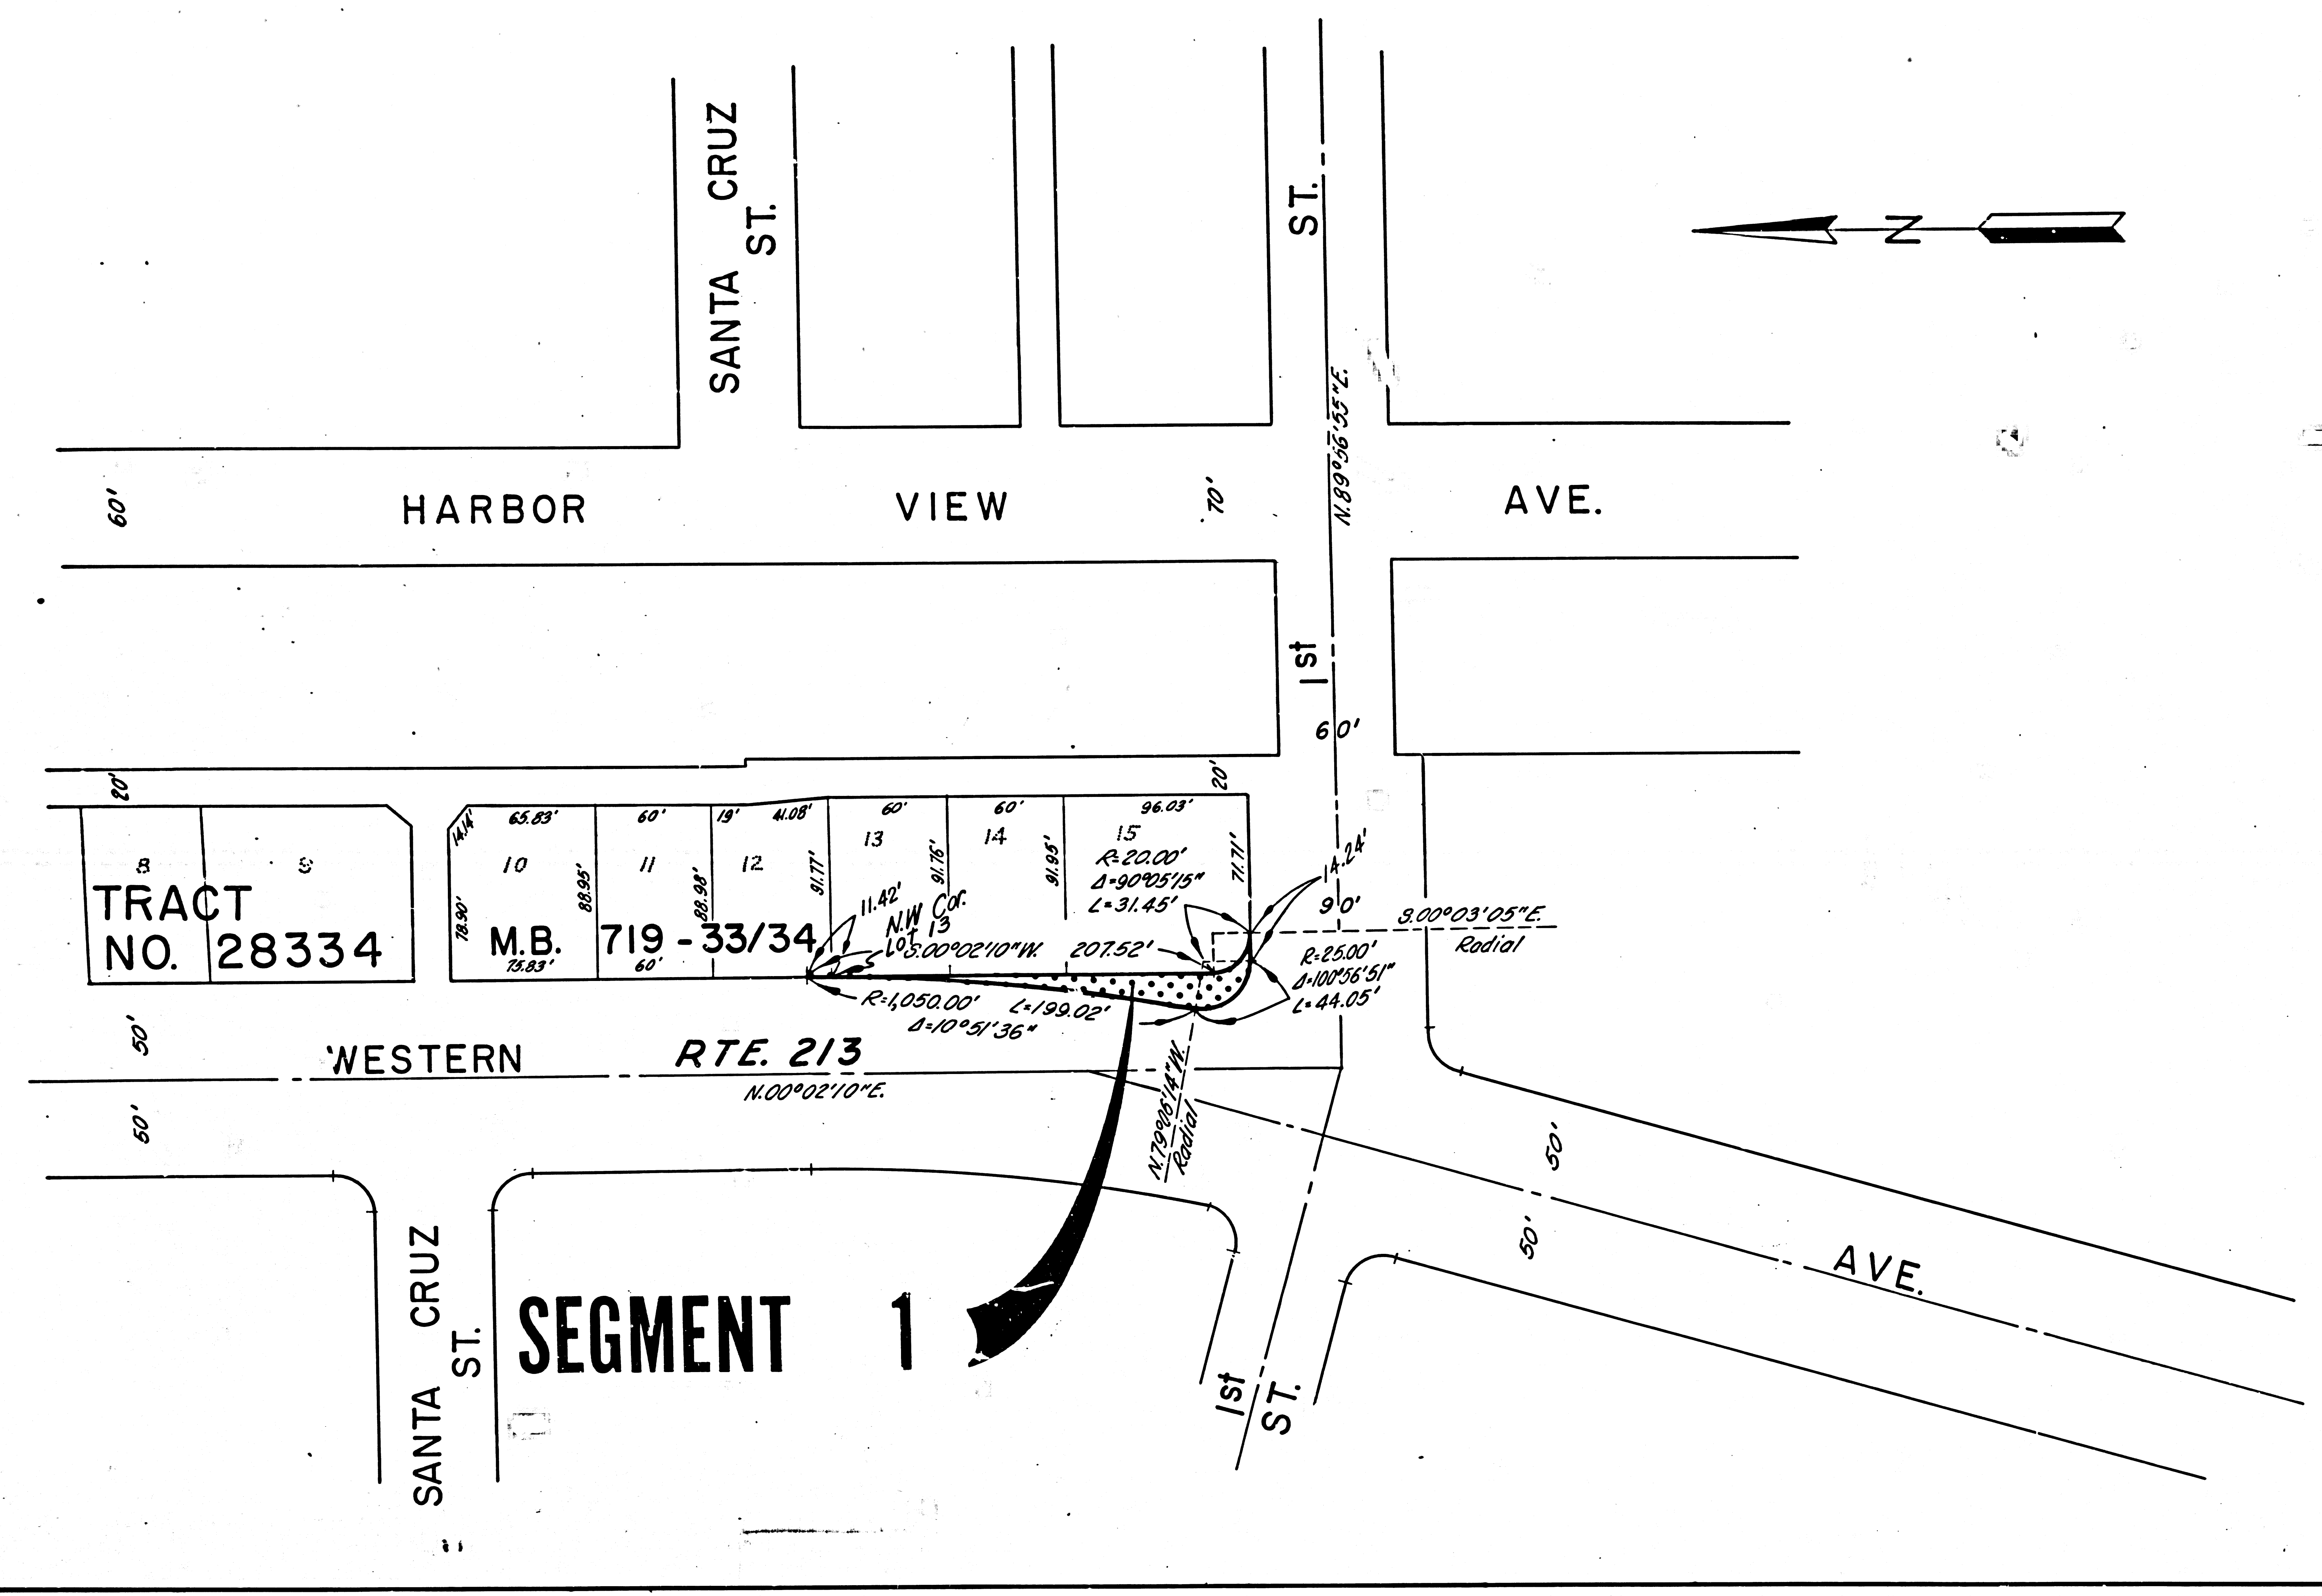 SANTA CRUZ
ST.
ST.
N
N.89°56'55"E.
60'
HARBOR VIEW AVE.
70'
1st
60'
20'
20'
14.14'
65.83'
60'
19'
41.08'
60'
60'
96.03'
8
10
11
12
13
14
15
78.90'
88.95'
88.98'
91.77'
91.76'
91.95'
71.71'
R=20.00'
Δ=90°05'15"
L=31.45'
14.24'
90'
S.00°03'05"E.
Radial
TRACT
NO. 28334
M.B. 719-33/34
75.83'
60'
11.42'
N.W Cor.
Lot 13
S.00°02'10"W. 207.52'
R=25.00'
Δ=100°56'51"
L=44.05'
R=1,050.00' L=199.02'
Δ=10°51'36"
50'
WESTERN RTE. 213
N.00°02'10"E.
50'
N.79°06'14"W.
Radial
50'
50'
AVE.
SANTA CRUZ
ST.
SEGMENT 1
1st
ST.